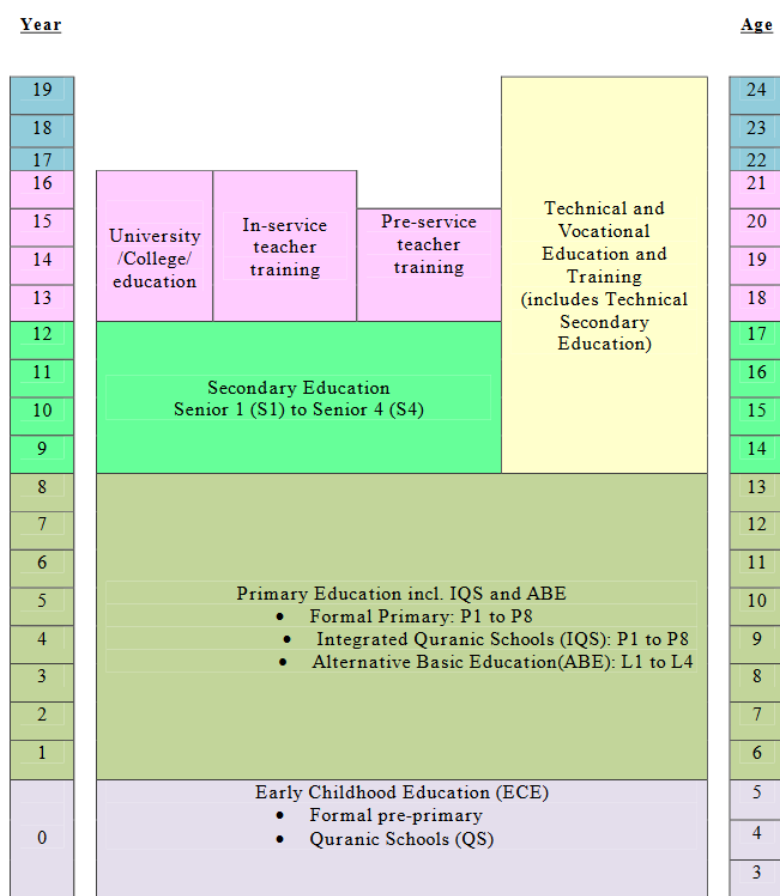 Year
Age
19
18
17
16
15
14
13
12
11
10
9
8
7
6
5
4
3
2
1
0
University
/College/
education
In-service
teacher
training
Pre-service
teacher
training
Technical and
Vocational
Education and
Training
(includes Technical
Secondary
Education)
Secondary Education
Senior 1 (S1) to Senior 4 (S4)
Primary Education incl. IQS and ABE
• Formal Primary: P1 to P8
• Integrated Quranic Schools (IQS): P1 to P8
• Alternative Basic Education(ABE): L1 to L4
Early Childhood Education (ECE)
• Formal pre-primary
• Quranic Schools (QS)
24
23
22
21
20
19
18
17
16
15
14
13
12
11
10
9
8
7
6
5
4
3